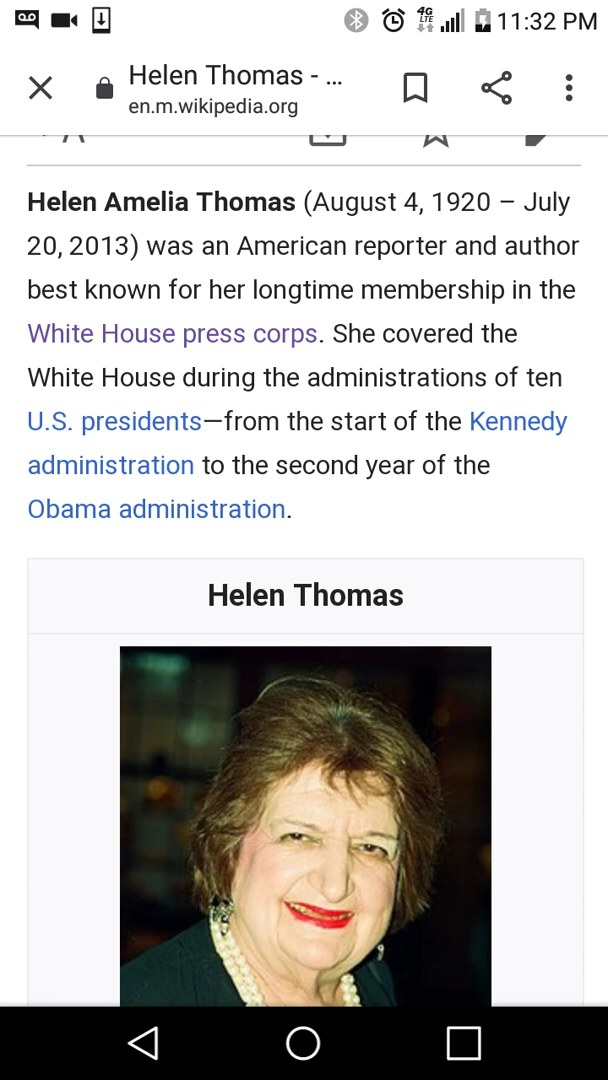 4G
LTE
11:32 PM
Helen Thomas - ...
en.m.wikipedia.org
Helen Amelia Thomas (August 4, 1920 – July
20, 2013) was an American reporter and author
best known for her longtime membership in the
White House press corps. She covered the
White House during the administrations of ten
U.S. presidents—from the start of the Kennedy
administration to the second year of the
Obama administration.
Helen Thomas